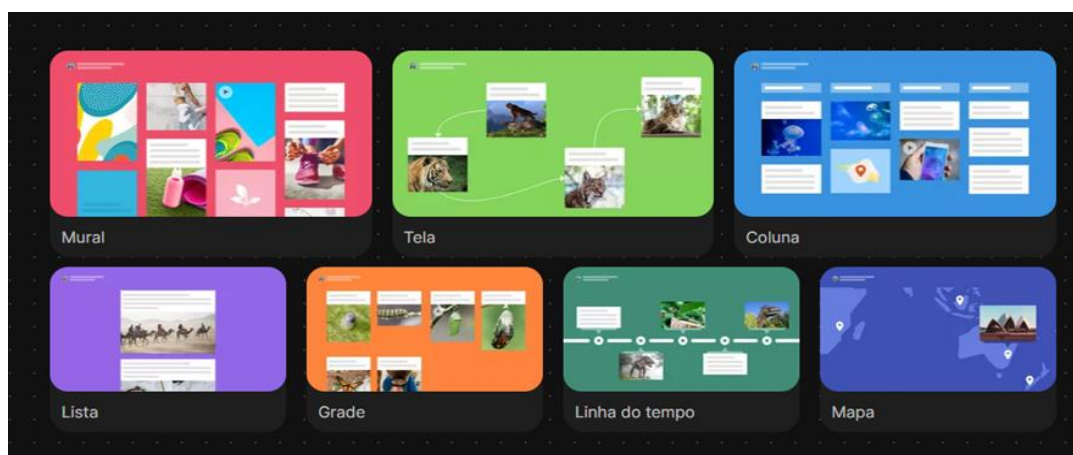 Mural
Tela
Coluna
Lista
Grade
Linha do tempo
Mapa